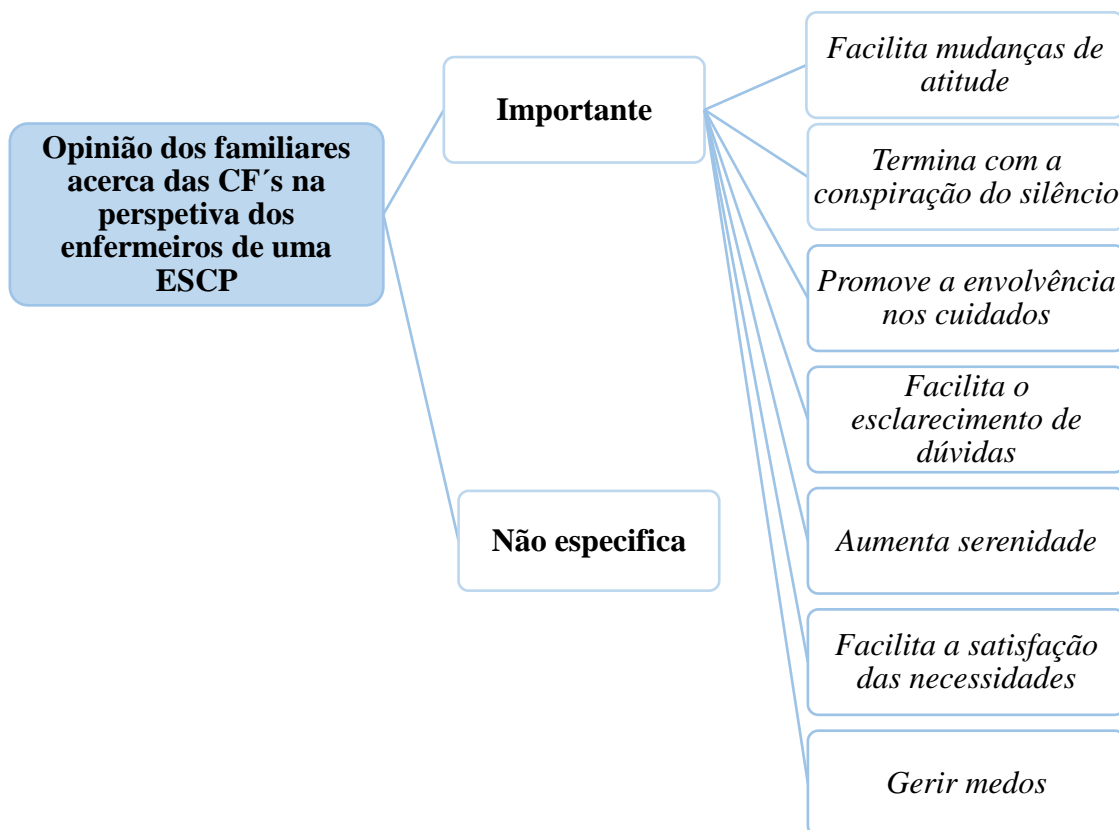 Opinião dos familiares
acerca das CF´s na
perspetiva dos
enfermeiros de uma
ESCP
Importante
Não especifica
Facilita mudanças de
atitude
Termina com a
conspiração do silêncio
Promove a envolvência
nos cuidados
Facilita o
esclarecimento de
dúvidas
Aumenta serenidade
Facilita a satisfação
das necessidades
Gerir medos